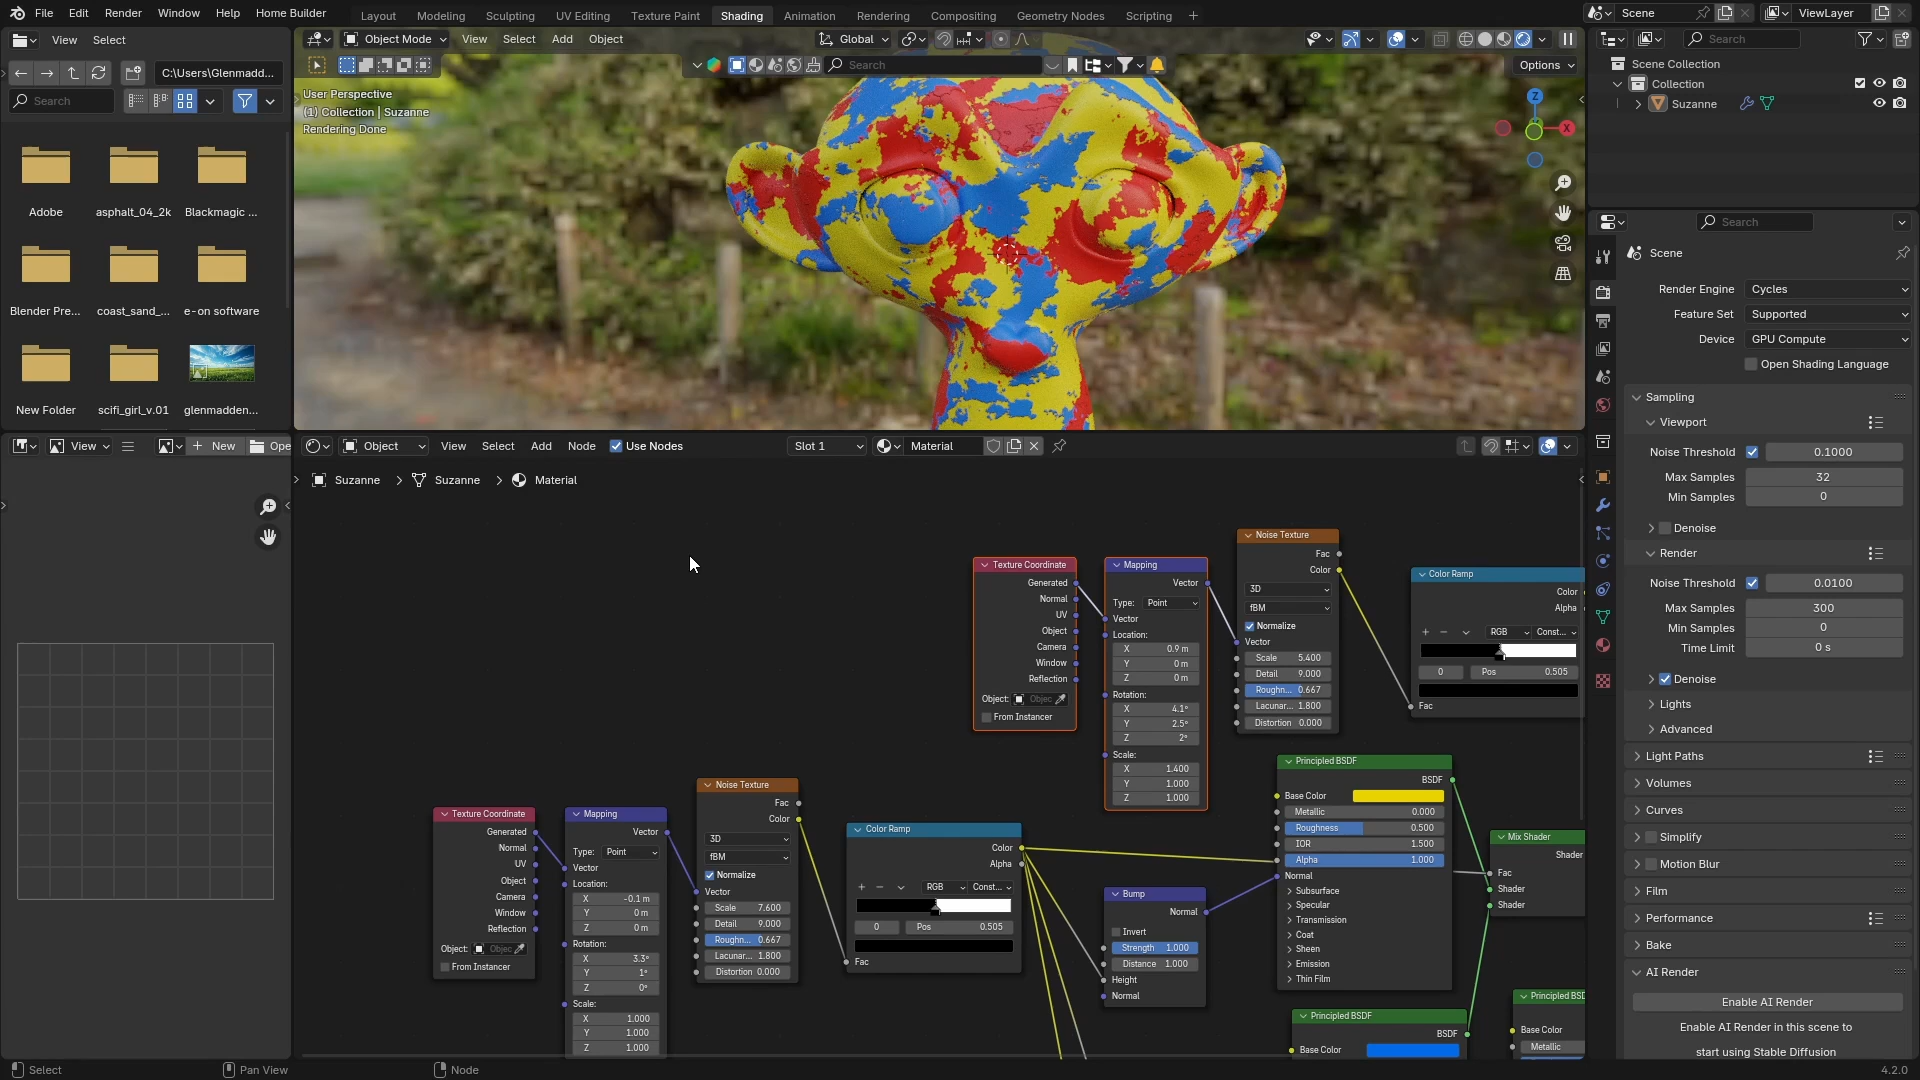 File Edit Render Window Help Home Builder
Layout Modeling Sculpting UV Editing Texture Paint Shading Animation Rendering Compositing Geometry Nodes Scripting +
Scene ViewLayer
View Select
C:\Users\Glenmadd...
Search
Adobe asphalt_04_2k Blackmagic ...
Blender Pre... coast_sand_... e-on software
New Folder scifi_girl_v.01 glenmadden...
Object Mode View Select Add Object Global
Search Options
User Perspective
(1) Collection | Suzanne
Rendering Done
Z
X
Search
Scene Collection
Collection
Suzanne
Search
Scene
Render Engine Cycles
Feature Set Supported
Device GPU Compute
Open Shading Language
Sampling
Viewport
Noise Threshold 0.1000
Max Samples 32
Min Samples 0
Denoise
Render
Noise Threshold 0.0100
Max Samples 300
Min Samples 0
Time Limit 0 s
Denoise
Lights
Advanced
Light Paths
Volumes
Curves
Simplify
Motion Blur
Film
Performance
Bake
AI Render
Enable AI Render
Enable AI Render in this scene to
start using Stable Diffusion
View + New Ope
Object View Select Add Node Use Nodes Slot 1 Material
Suzanne > Suzanne > Material
Texture Coordinate
Generated
Normal
UV
Object
Camera
Window
Reflection
Object: Objec
From Instancer
Mapping
Vector
Type: Point
Vector
Location:
X 0.9 m
Y 0 m
Z 0 m
Rotation:
X 4.1°
Y 2.5°
Z 2°
Scale:
X 1.400
Y 1.000
Z 1.000
Noise Texture
Fac
Color
3D
fBM
Normalize
Vector
Scale 5.400
Detail 9.000
Roughn... 0.667
Lacunar... 1.800
Distortion 0.000
Color Ramp
Color
Alpha
+ − RGB Const...
0 Pos 0.505
Fac
Texture Coordinate
Generated
Normal
UV
Object
Camera
Window
Reflection
Object: Objec
From Instancer
Mapping
Vector
Type: Point
Vector
Location:
X -0.1 m
Y 0 m
Z 0 m
Rotation:
X 3.3°
Y 1°
Z 0°
Scale:
X 1.000
Y 1.000
Z 1.000
Noise Texture
Fac
Color
3D
fBM
Normalize
Vector
Scale 7.600
Detail 9.000
Roughn... 0.667
Lacunar... 1.800
Distortion 0.000
Color Ramp
Color
Alpha
+ − RGB Const...
0 Pos 0.505
Fac
Bump
Normal
Invert
Strength 1.000
Distance 1.000
Height
Normal
Principled BSDF
BSDF
Base Color
Metallic 0.000
Roughness 0.500
IOR 1.500
Alpha 1.000
Normal
Subsurface
Specular
Transmission
Coat
Sheen
Emission
Thin Film
Mix Shader
Shader
Fac
Shader
Shader
Principled BSDF
BSDF
Base Color
Principled BSD
Base Color
Metallic
Select Pan View Node 4.2.0